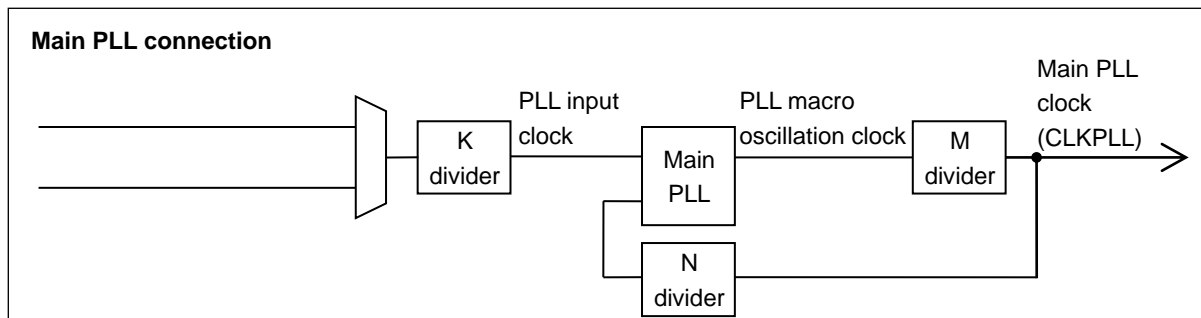 Main PLL connection
K
divider
PLL input
clock
Main
PLL
PLL macro
oscillation clock
M
divider
Main PLL
clock
(CLKPLL)
N
divider